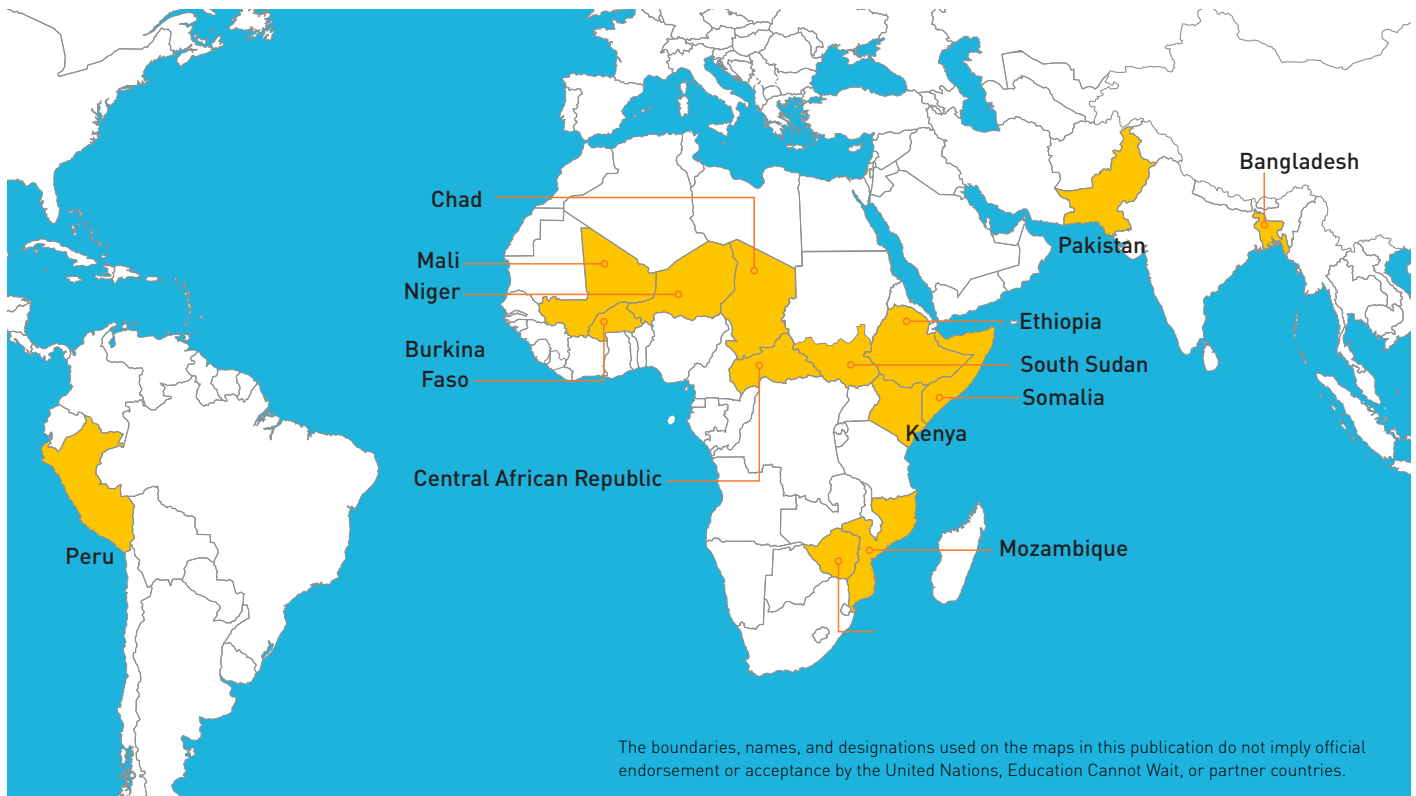 Bangladesh
Chad
Pakistan
Mali
Niger
Ethiopia
Burkina
Faso
South Sudan
Somalia
Kenya
Central African Republic
Peru
Mozambique
The boundaries, names, and designations used on the maps in this publication do not imply official
endorsement or acceptance by the United Nations, Education Cannot Wait, or partner countries.